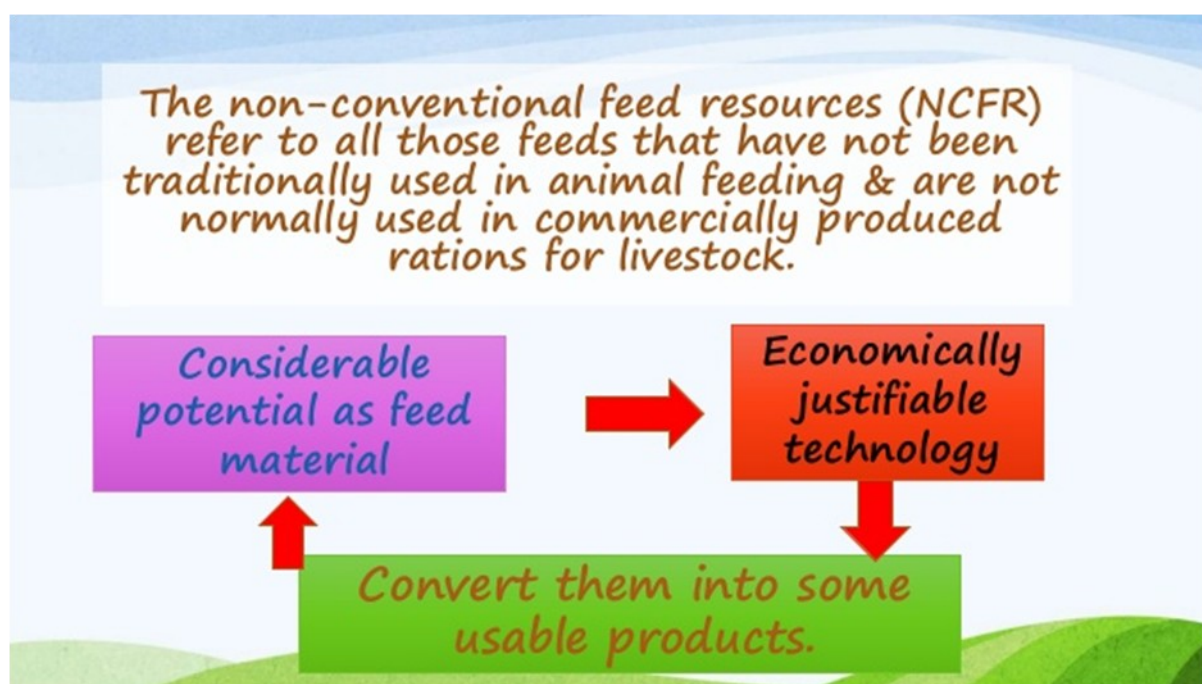 The non-conventional feed resources (NCFR)
refer to all those feeds that have not been
traditionally used in animal feeding & are not
normally used in commercially produced
rations for livestock.
Considerable
potential as feed
material
Economically
justifiable
technology
Convert them into some
usable products.